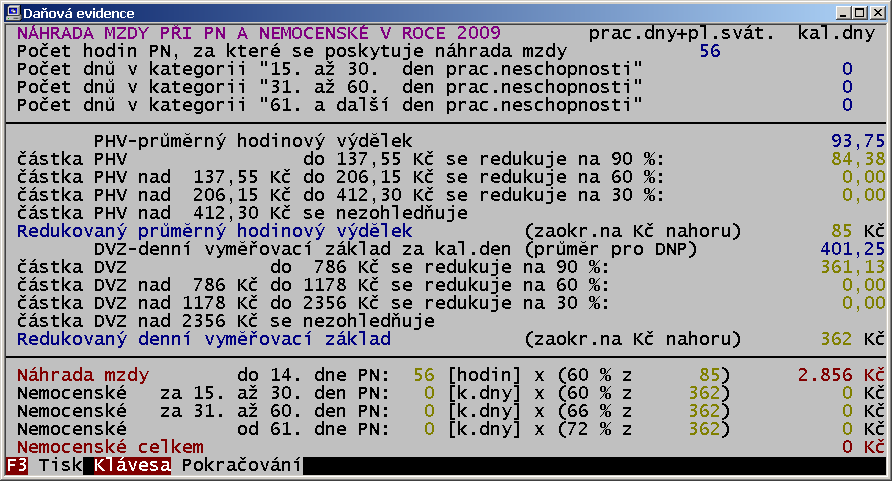 Daňová evidence
NÁHRADA MZDY PŘI PN A NEMOCENSKÉ V ROCE 2009 prac.dny+pl.svát. kal.dny
Počet hodin PN, za které se poskytuje náhrada mzdy 56
Počet dnů v kategorii "15. až 30. den prac.neschopnosti" 0
Počet dnů v kategorii "31. až 60. den prac.neschopnosti" 0
Počet dnů v kategorii "61. a další den prac.neschopnosti" 0
PHV-průměrný hodinový výdělek 93,75
částka PHV do 137,55 Kč se redukuje na 90 %: 84,38
částka PHV nad 137,55 Kč do 206,15 Kč se redukuje na 60 %: 0,00
částka PHV nad 206,15 Kč do 412,30 Kč se redukuje na 30 %: 0,00
částka PHV nad 412,30 Kč se nezohledňuje
Redukovaný průměrný hodinový výdělek (zaokr.na Kč nahoru) 85 Kč
DVZ-denní vyměřovací základ za kal.den (průměr pro DNP) 401,25
částka DVZ do 786 Kč se redukuje na 90 %: 361,13
částka DVZ nad 786 Kč do 1178 Kč se redukuje na 60 %: 0,00
částka DVZ nad 1178 Kč do 2356 Kč se redukuje na 30 %: 0,00
částka DVZ nad 2356 Kč se nezohledňuje
Redukovaný denní vyměřovací základ (zaokr.na Kč nahoru) 362 Kč
Náhrada mzdy do 14. dne PN: 56 [hodin] x (60 % z 85) 2.856 Kč
Nemocenské za 15. až 30. den PN: 0 [k.dny] x (60 % z 362) 0 Kč
Nemocenské za 31. až 60. den PN: 0 [k.dny] x (66 % z 362) 0 Kč
Nemocenské od 61. dne PN: 0 [k.dny] x (72 % z 362) 0 Kč
Nemocenské celkem 0 Kč
F3 Tisk Klávesa Pokračování